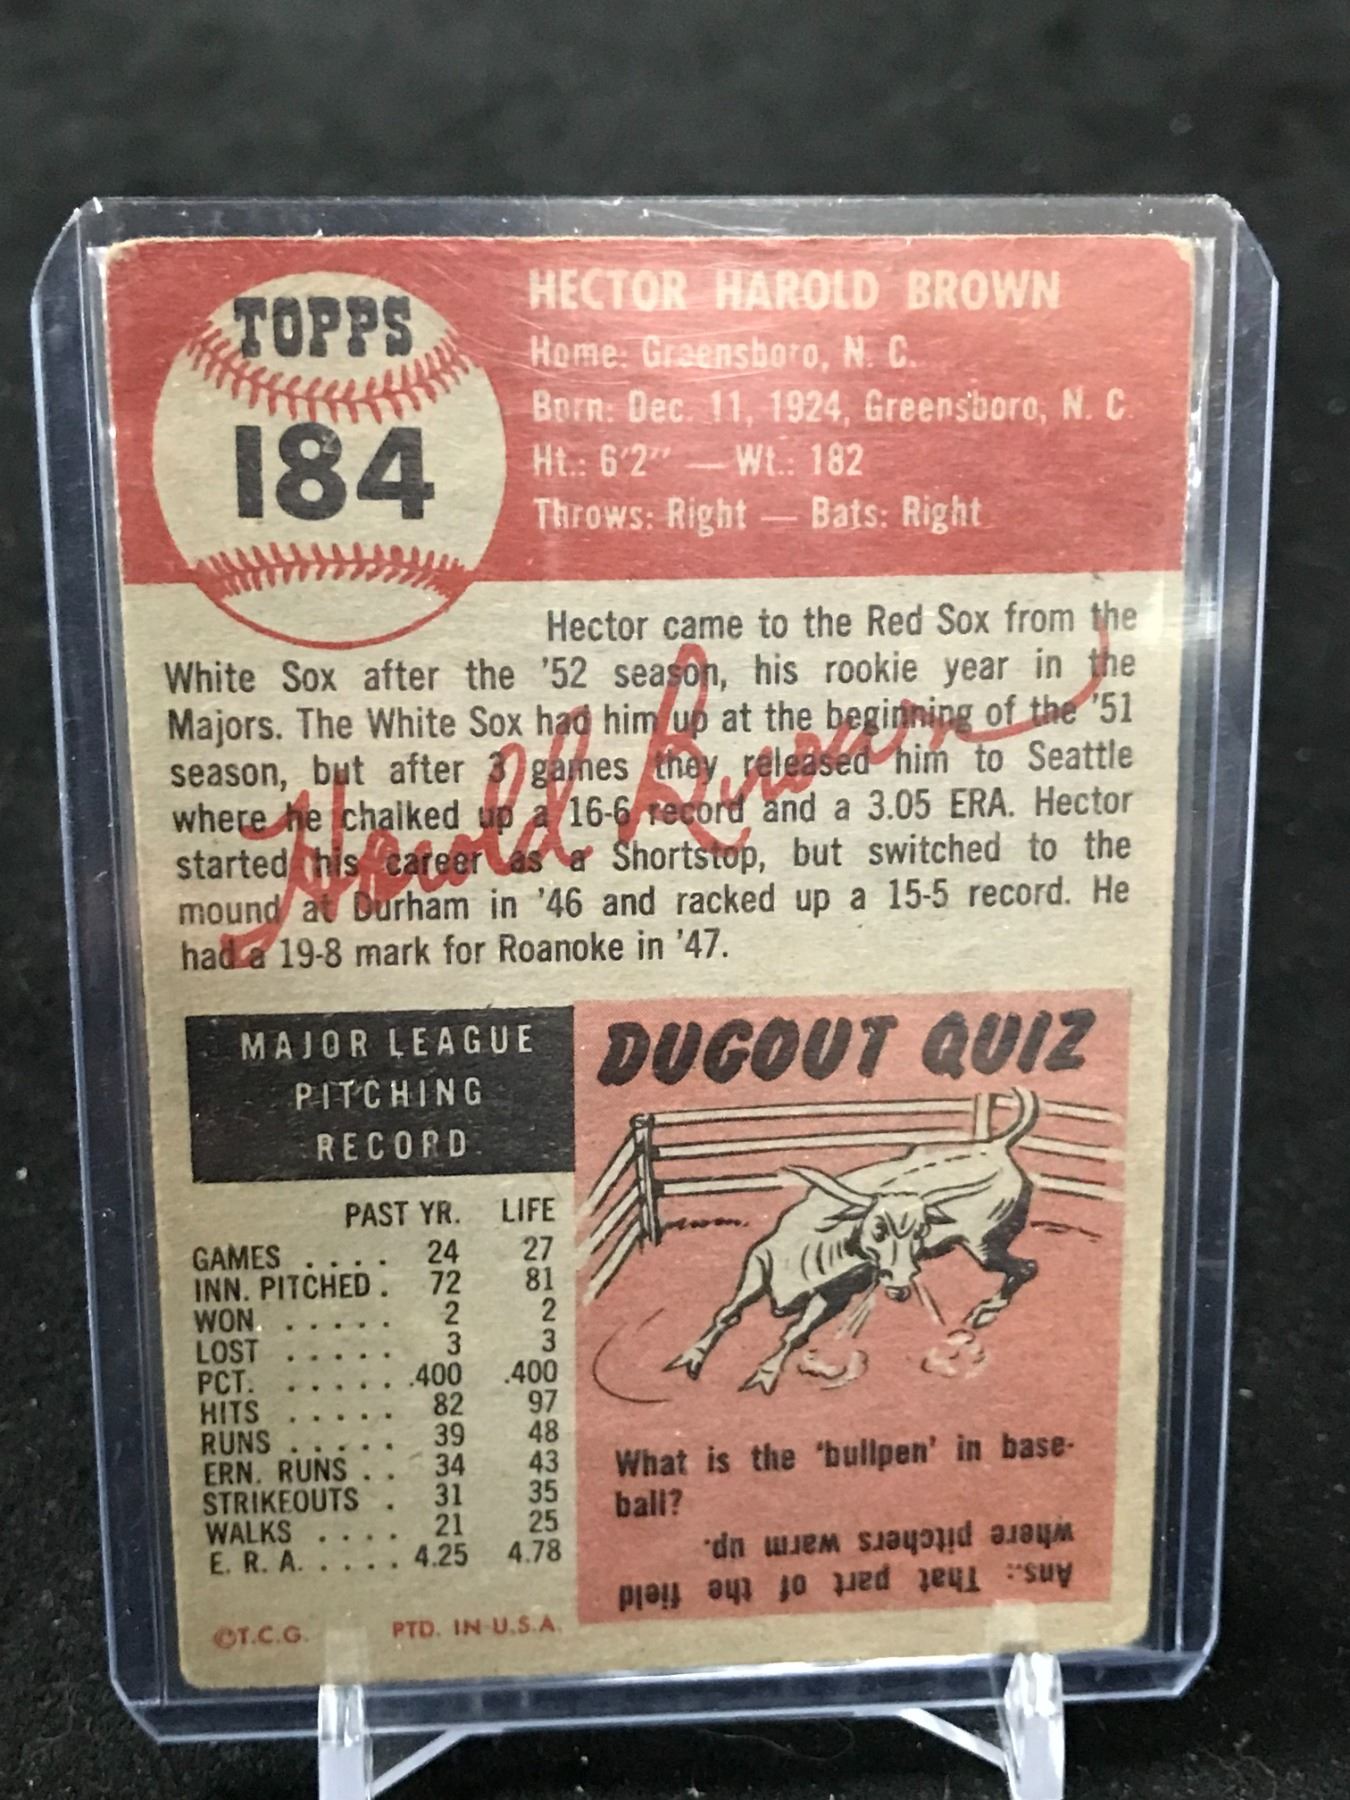 TOPPS
184
HECTOR HAROLD BROWN
Home: Greensboro, N. C.
Born: Dec. 11, 1924, Greensboro, N. C.
Ht.: 6'2" — Wt.: 182
Throws: Right — Bats: Right
Hector came to the Red Sox from the
White Sox after the '52 season, his rookie year in the
Majors. The White Sox had him up at the beginning of the '51
season, but after 3 games they released him to Seattle
where he chalked up a 16-6 record and a 3.05 ERA. Hector
started his career as a Shortstop, but switched to the
mound at Durham in '46 and racked up a 15-5 record. He
had a 19-8 mark for Roanoke in '47.
Harold Brown
MAJOR LEAGUE
PITCHING
RECORD
PAST YR. LIFE
GAMES .... 24 27
INN. PITCHED . 72 81
WON ..... 2 2
LOST ..... 3 3
PCT. ..... .400 .400
HITS ..... 82 97
RUNS ..... 39 48
ERN. RUNS .. 34 43
STRIKEOUTS . 31 35
WALKS .... 21 25
E. R. A. .... 4.25 4.78
©T.C.G. PTD. IN U.S.A.
DUGOUT QUIZ
What is the 'bullpen' in base-
ball?
Ans.: That part of the field
where pitchers warm up.